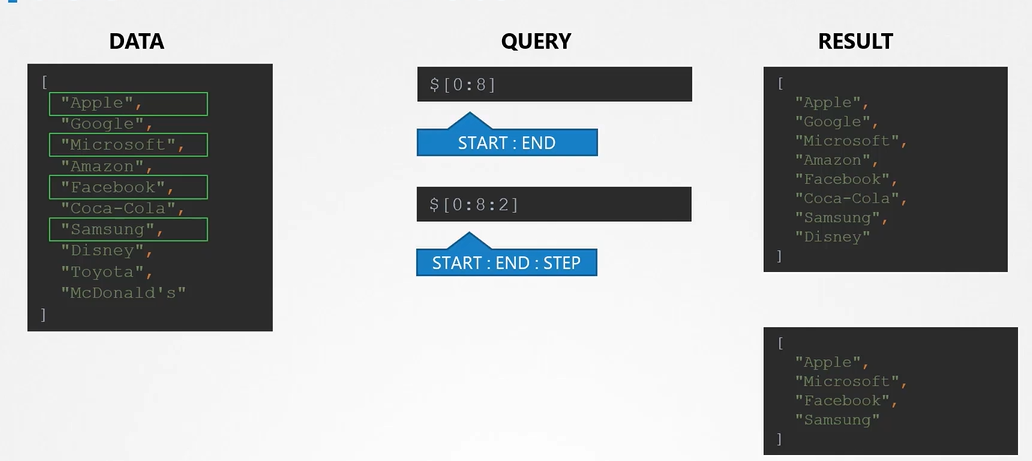 DATA
[
"Apple",
"Google",
"Microsoft",
"Amazon",
"Facebook",
"Coca-Cola",
"Samsung",
"Disney",
"Toyota",
"McDonald's"
]
QUERY
$[0:8]
START : END
$[0:8:2]
START : END : STEP
RESULT
[
"Apple",
"Google",
"Microsoft",
"Amazon",
"Facebook",
"Coca-Cola",
"Samsung",
"Disney"
]
[
"Apple",
"Microsoft",
"Facebook",
"Samsung"
]